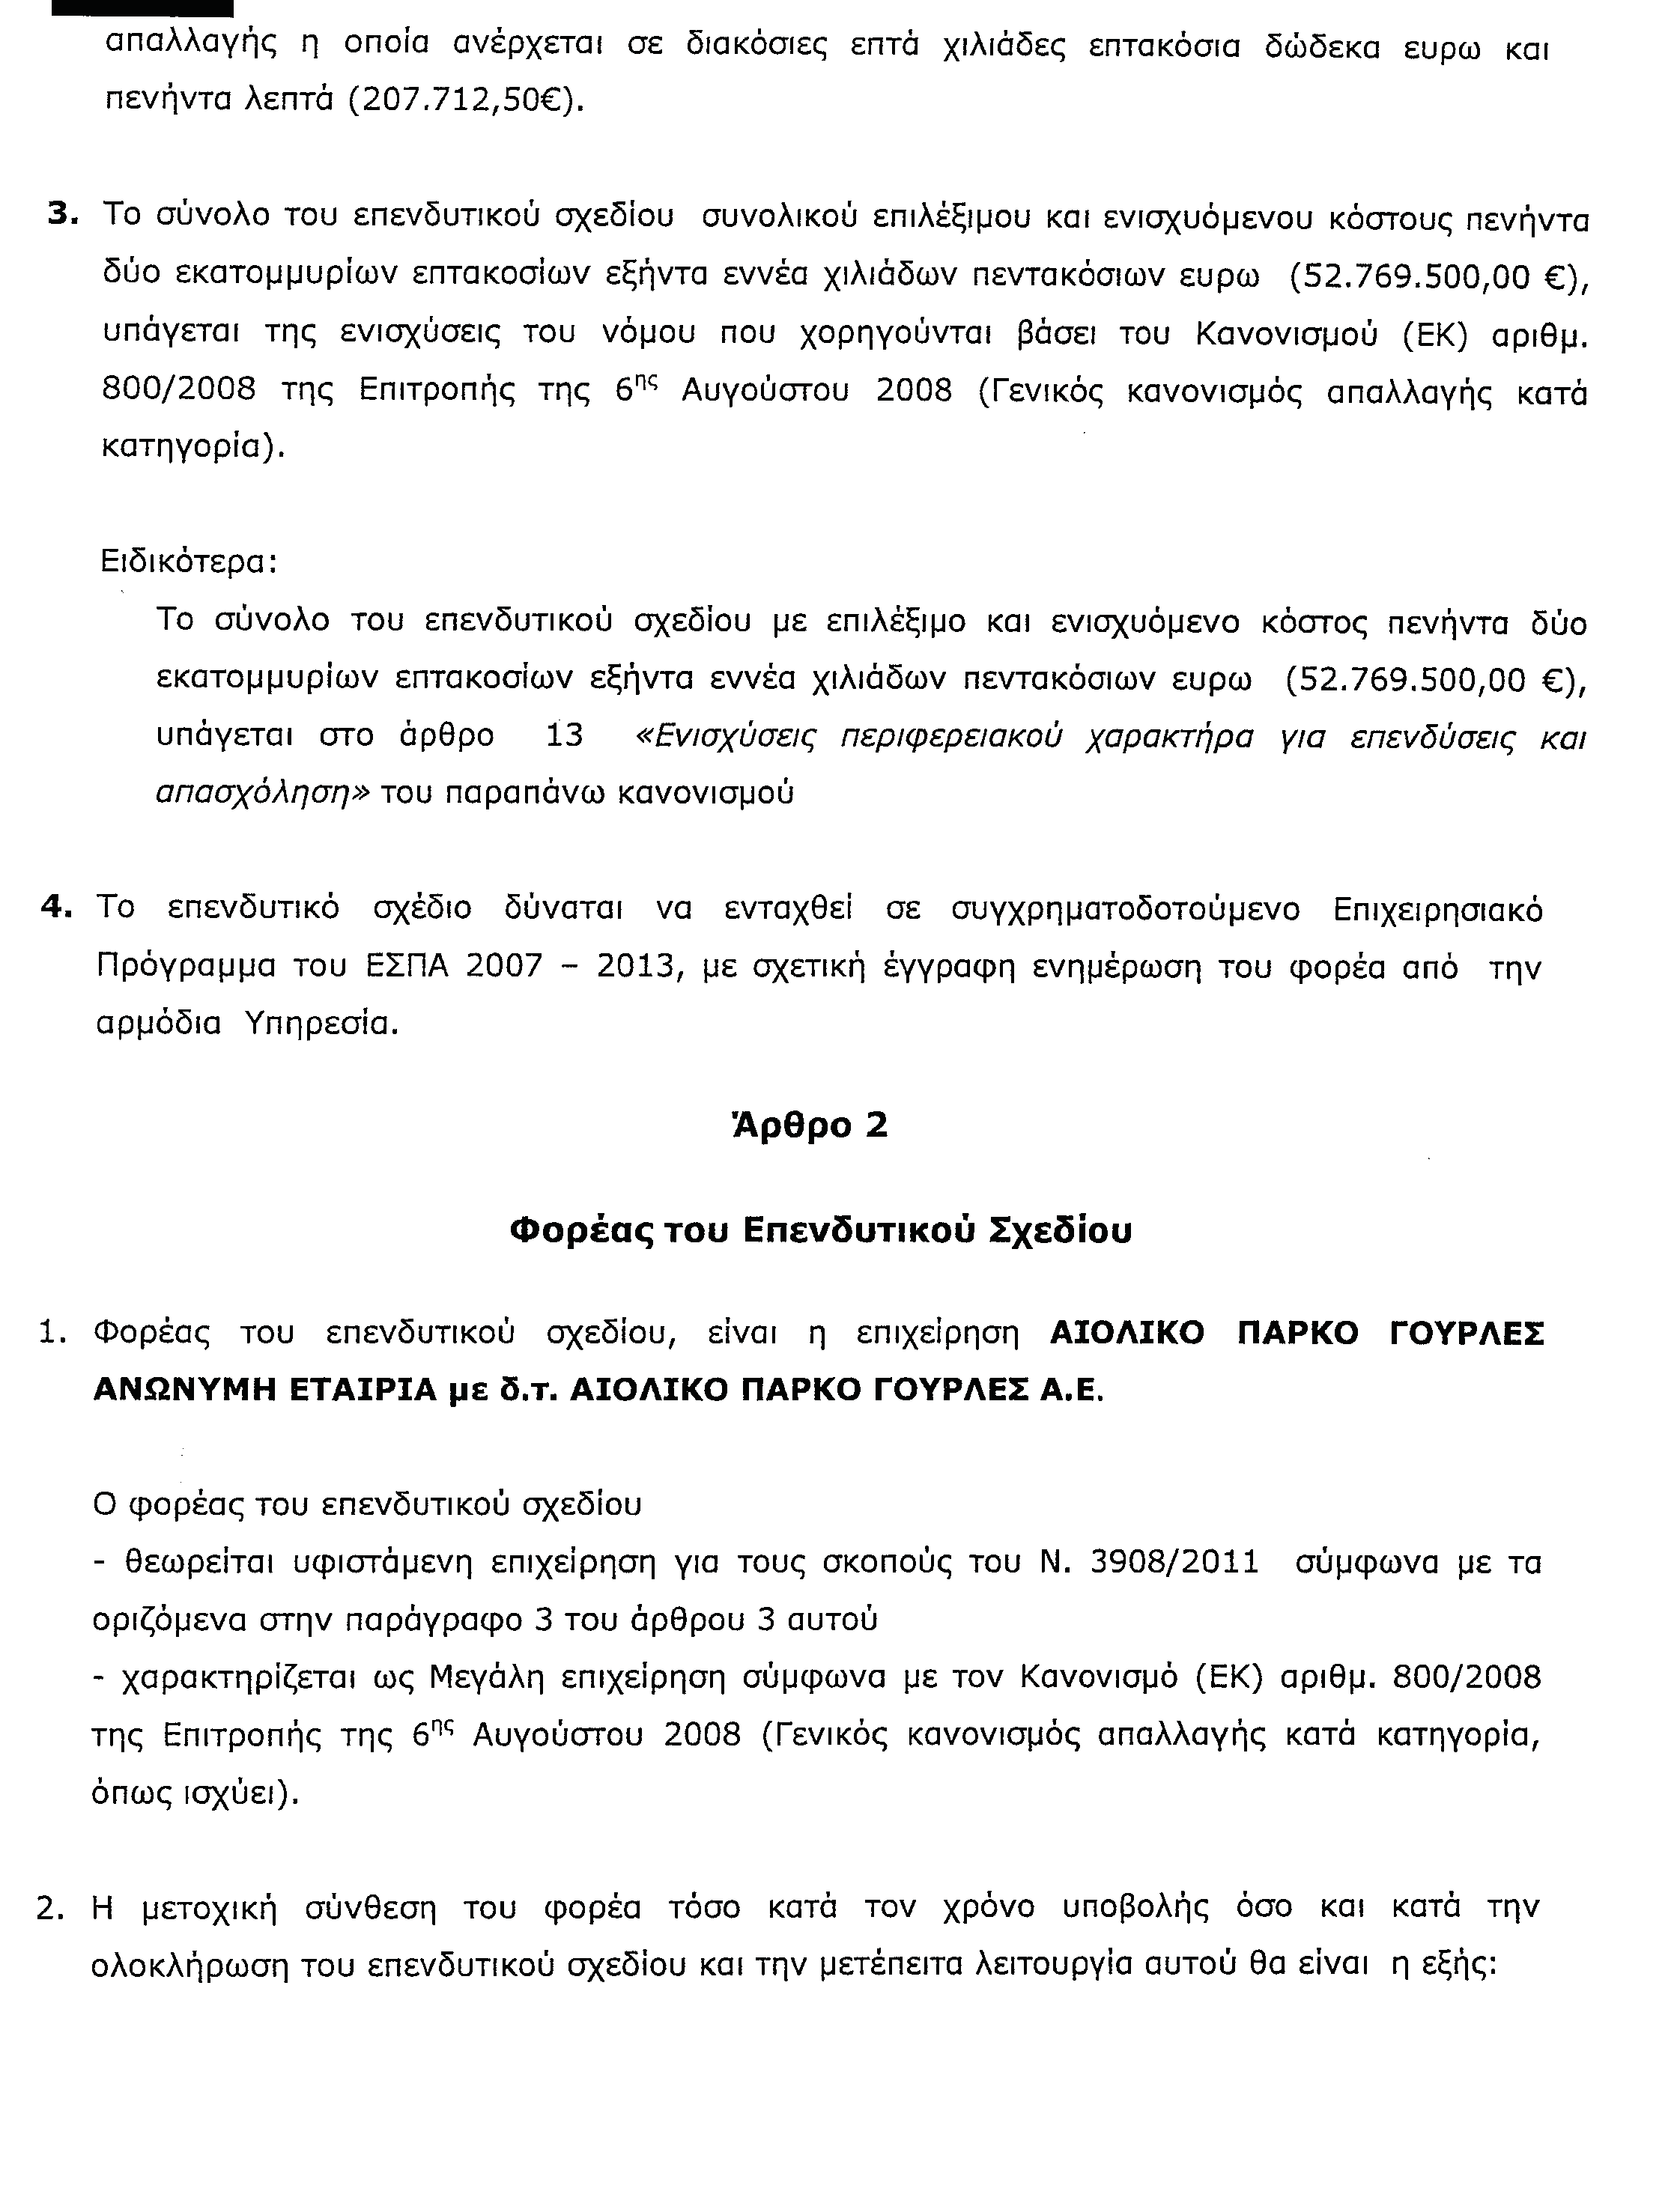 απαλλαγής η οποία ανέρχεται σε διακόσιες επτά χιλιάδες επτακόσια δώδεκα ευρω και
πενήντα λεπτά (207.712,50€).
3. Το σύνολο του επενδυτικού σχεδίου συνολικού επιλέξιμου και ενισχυόμενου κόστους πενήντα
δύο εκατομμυρίων επτακοσίων εξήντα εννέα χιλιάδων πεντακόσιων ευρω (52.769.500,00 €),
υπάγεται της ενισχύσεις του νόμου που χορηγούνται βάσει του Κανονισμού (ΕΚ) αριθμ.
800/2008 της Επιτροπής της 6ης Αυγούστου 2008 (Γενικός κανονισμός απαλλαγής κατά
κατηγορία).
Ειδικότερα:
Το σύνολο του επενδυτικού σχεδίου με επιλέξιμο και ενισχυόμενο κόστος πενήντα δύο
εκατομμυρίων επτακοσίων εξήντα εννέα χιλιάδων πεντακόσιων ευρω (52.769.500,00 €),
υπάγεται στο άρθρο 13 «Ενισχύσεις περιφερειακού χαρακτήρα για επενδύσεις και
απασχόληση» του παραπάνω κανονισμού
4. Το επενδυτικό σχέδιο δύναται να ενταχθεί σε συγχρηματοδοτούμενο Επιχειρησιακό
Πρόγραμμα του ΕΣΠΑ 2007 – 2013, με σχετική έγγραφη ενημέρωση του φορέα από την
αρμόδια Υπηρεσία.
Άρθρο 2
Φορέας του Επενδυτικού Σχεδίου
1. Φορέας του επενδυτικού σχεδίου, είναι η επιχείρηση ΑΙΟΛΙΚΟ ΠΑΡΚΟ ΓΟΥΡΛΕΣ
ΑΝΩΝΥΜΗ ΕΤΑΙΡΙΑ με δ.τ. ΑΙΟΛΙΚΟ ΠΑΡΚΟ ΓΟΥΡΛΕΣ Α.Ε.
Ο φορέας του επενδυτικού σχεδίου
- θεωρείται υφιστάμενη επιχείρηση για τους σκοπούς του Ν. 3908/2011 σύμφωνα με τα
οριζόμενα στην παράγραφο 3 του άρθρου 3 αυτού
- χαρακτηρίζεται ως Μεγάλη επιχείρηση σύμφωνα με τον Κανονισμό (ΕΚ) αριθμ. 800/2008
της Επιτροπής της 6ης Αυγούστου 2008 (Γενικός κανονισμός απαλλαγής κατά κατηγορία,
όπως ισχύει).
2. Η μετοχική σύνθεση του φορέα τόσο κατά τον χρόνο υποβολής όσο και κατά την
ολοκλήρωση του επενδυτικού σχεδίου και την μετέπειτα λειτουργία αυτού θα είναι η εξής: